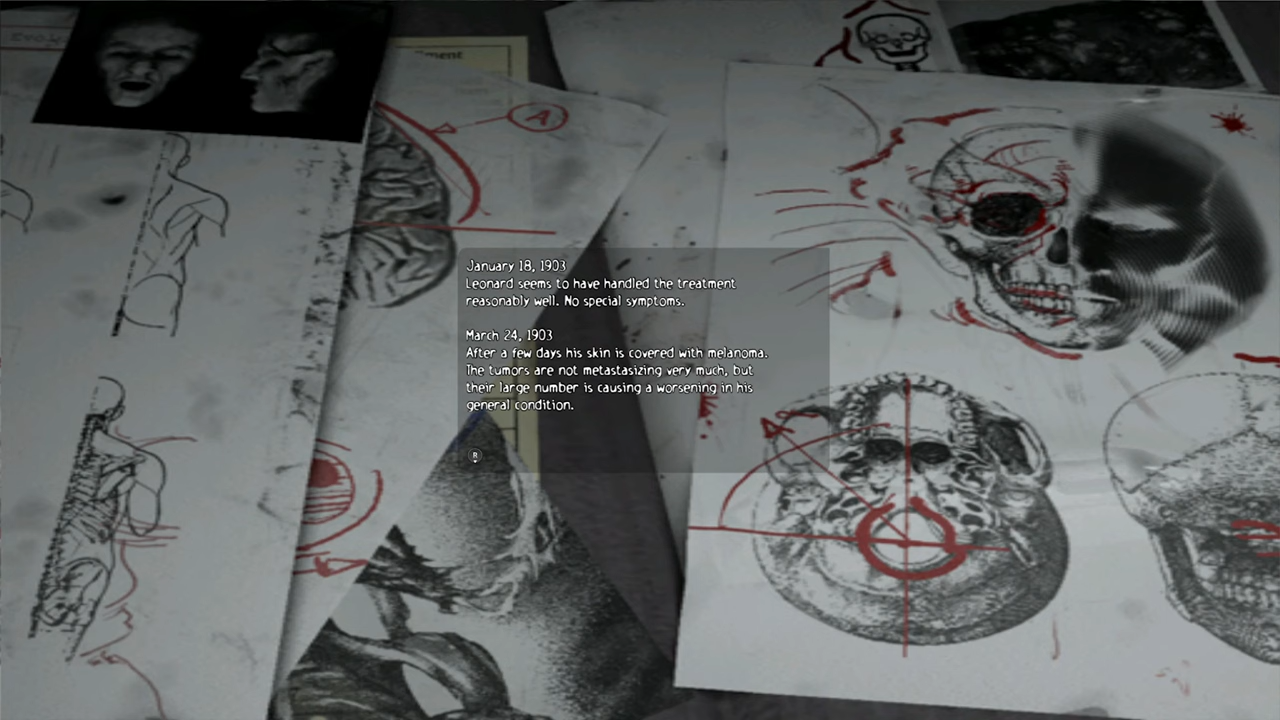 ment
A
January 18, 1903
Leonard seems to have handled the treatment
reasonably well. No special symptoms.
March 24, 1903
After a few days his skin is covered with melanoma.
The tumors are not metastasizing very much, but
their large number is causing a worsening in his
general condition.
R